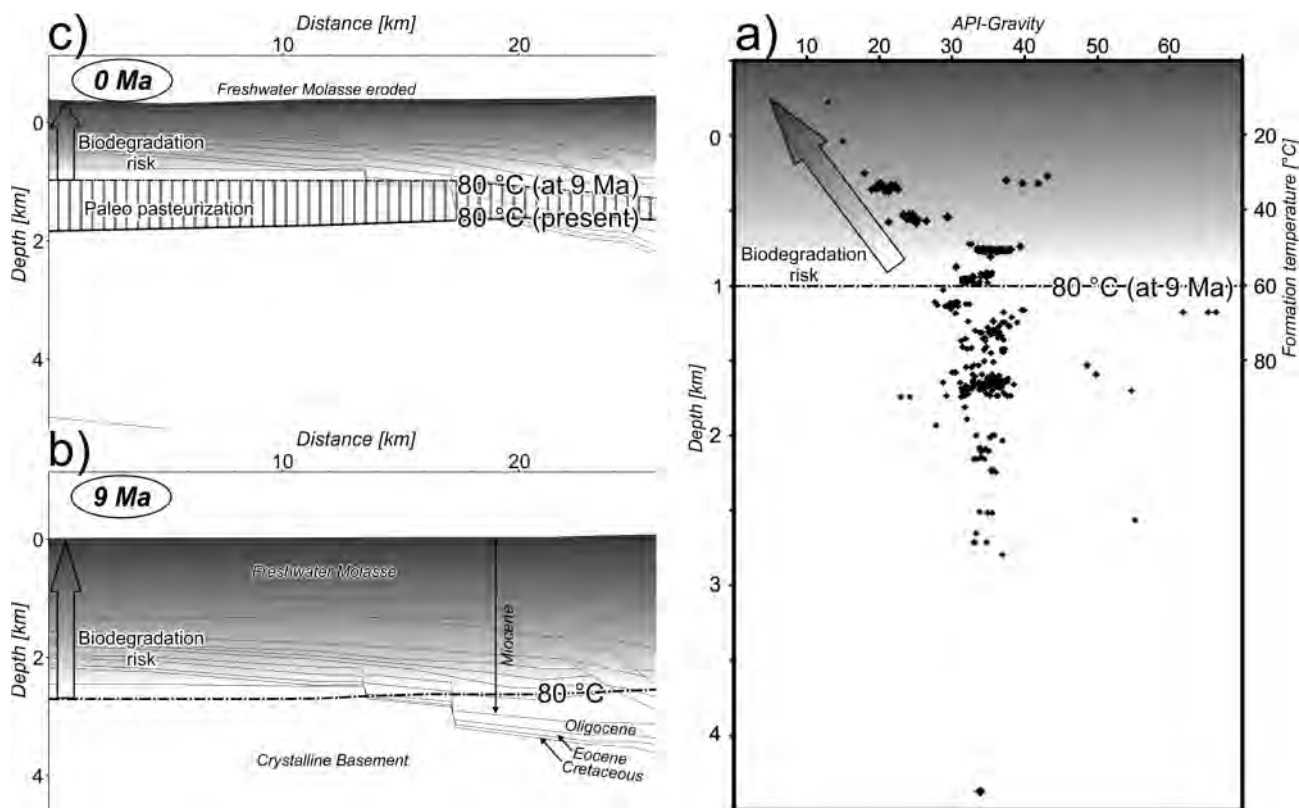 c)
Distance [km]
10
20
0 Ma
Freshwater Molasse eroded
0
Biodegradation
risk
80 °C (at 9 Ma)
Paleo pasteurization
80 °C (present)
2
4
Depth [km]
b)
Distance [km]
10
20
9 Ma
0
Freshwater Molasse
Miocene
Biodegradation
risk
2
80 °C
Oligocene
Eocene
Cretaceous
Crystalline Basement
4
Depth [km]
a)
API-Gravity
10
20
30
40
50
60
0
20
40
Biodegradation
risk
1
80 °C (at 9 Ma)
60
80
2
3
4
Depth [km]
Formation temperature [°C]